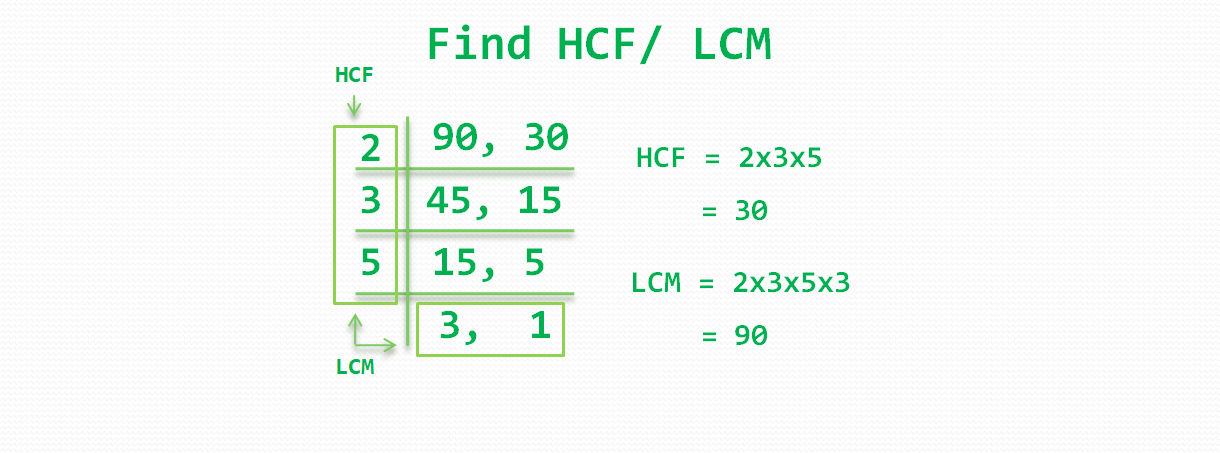 Find HCF/ LCM
HCF
2 90, 30
3 45, 15
5 15, 5
3, 1
LCM
HCF = 2x3x5
= 30
LCM = 2x3x5x3
= 90